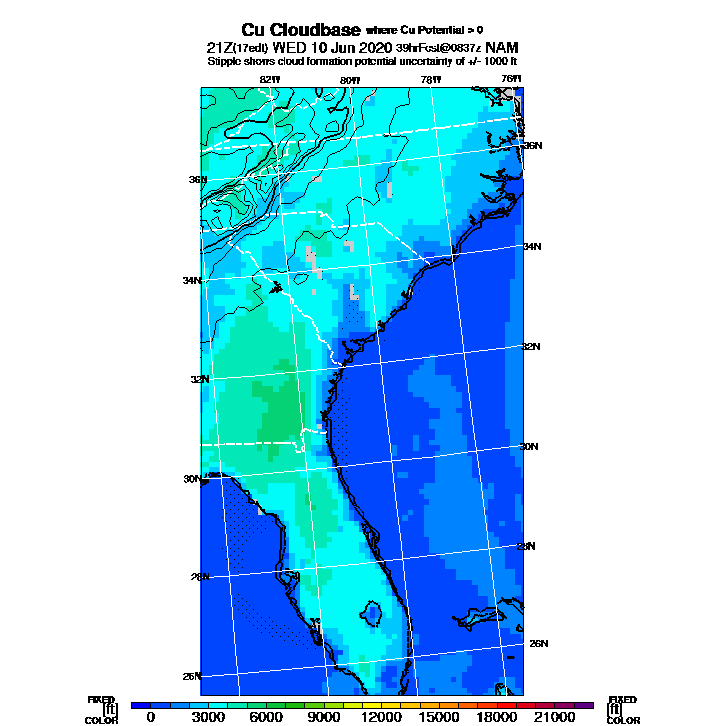 Cu Cloudbase where Cu Potential > 0
21Z(17edt) WED 10 Jun 2020 39hrFcst@0837z NAM
Stipple shows cloud formation potential uncertainty of +/- 1000 ft
82W 80W 78W 76W
36N
36N
34N
34N
32N
32N
30N
30N
28N
28N
26N
26N
FIXED FIXED
[ft] [ft]
COLOR COLOR
0 3000 6000 9000 12000 15000 18000 21000